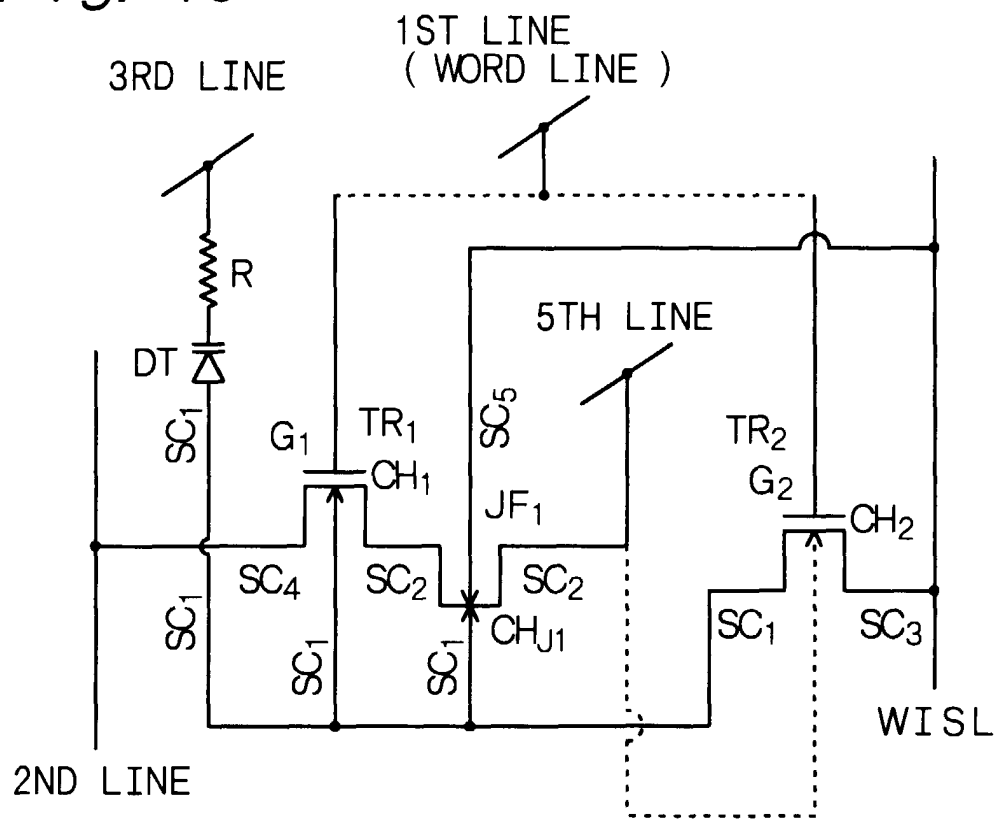 1ST LINE
( WORD LINE )
3RD LINE
R
5TH LINE
DT
SC1
G1
TR1
CH1
SC5
JF1
TR2
G2
CH2
SC4
SC2
SC2
CHJ1
SC1
SC1
SC1
SC1
SC3
WISL
2ND LINE